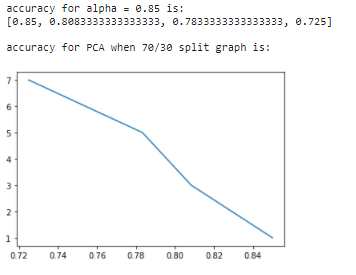 accuracy for alpha = 0.85 is:
[0.85, 0.8083333333333333, 0.7833333333333333, 0.725]
accuracy for PCA when 70/30 split graph is:
7
6
5
4
3
2
1
0.72 0.74 0.76 0.78 0.80 0.82 0.84